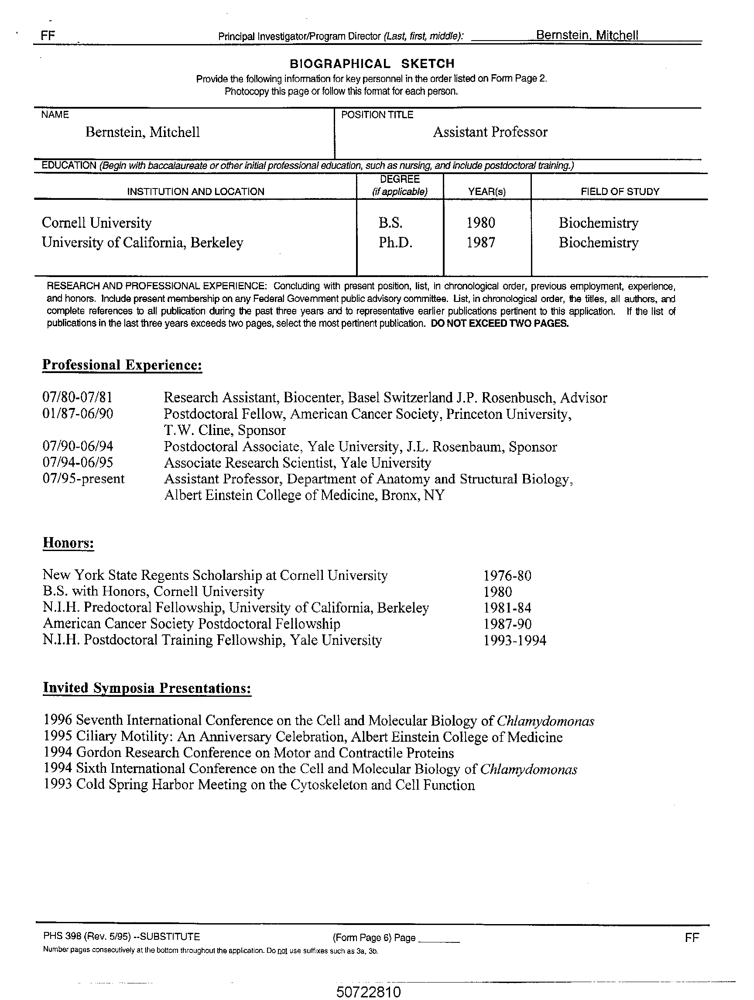 FF Principal Investigator/Program Director (Last, first, middle): Bernstein, Mitchell
BIOGRAPHICAL SKETCH
Provide the following information for key personnel in the order listed on Form Page 2.
Photocopy this page or follow this format for each person.
NAME POSITION TITLE
Bernstein, Mitchell Assistant Professor
EDUCATION (Begin with baccalaureate or other initial professional education, such as nursing, and include postdoctoral training.)
INSTITUTION AND LOCATION DEGREE (if applicable) YEAR(s) FIELD OF STUDY
Cornell University B.S. 1980 Biochemistry
University of California, Berkeley Ph.D. 1987 Biochemistry
RESEARCH AND PROFESSIONAL EXPERIENCE: Concluding with present position, list, in chronological order, previous employment, experience,
and honors. Include present membership on any Federal Government public advisory committee. List, in chronological order, the titles, all authors, and
complete references to all publication during the past three years and to representative earlier publications pertinent to this application. If the list of
publications in the last three years exceeds two pages, select the most pertinent publication. DO NOT EXCEED TWO PAGES.
Professional Experience:
07/80-07/81 Research Assistant, Biocenter, Basel Switzerland J.P. Rosenbusch, Advisor
01/87-06/90 Postdoctoral Fellow, American Cancer Society, Princeton University,
T.W. Cline, Sponsor
07/90-06/94 Postdoctoral Associate, Yale University, J.L. Rosenbaum, Sponsor
07/94-06/95 Associate Research Scientist, Yale University
07/95-present Assistant Professor, Department of Anatomy and Structural Biology,
Albert Einstein College of Medicine, Bronx, NY
Honors:
New York State Regents Scholarship at Cornell University 1976-80
B.S. with Honors, Cornell University 1980
N.I.H. Predoctoral Fellowship, University of California, Berkeley 1981-84
American Cancer Society Postdoctoral Fellowship 1987-90
N.I.H. Postdoctoral Training Fellowship, Yale University 1993-1994
Invited Symposia Presentations:
1996 Seventh International Conference on the Cell and Molecular Biology of Chlamydomonas
1995 Ciliary Motility: An Anniversary Celebration, Albert Einstein College of Medicine
1994 Gordon Research Conference on Motor and Contractile Proteins
1994 Sixth International Conference on the Cell and Molecular Biology of Chlamydomonas
1993 Cold Spring Harbor Meeting on the Cytoskeleton and Cell Function
PHS 398 (Rev. 5/95) --SUBSTITUTE (Form Page 6) Page ________ FF
Number pages consecutively at the bottom throughout the application. Do not use suffixes such as 3a, 3b.
50722810